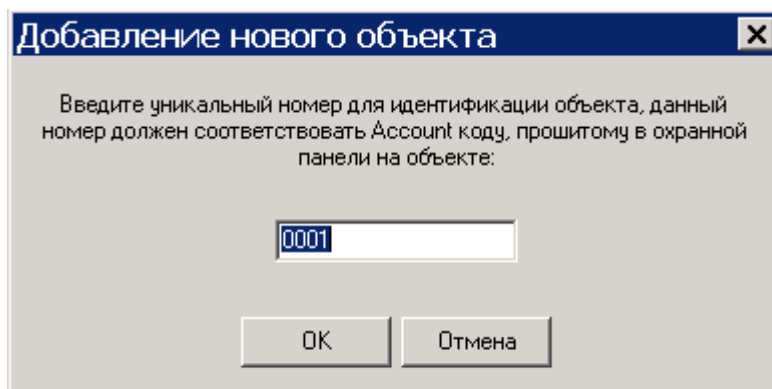 Добавление нового объекта
Введите уникальный номер для идентификации объекта, данный
номер должен соответствовать Account коду, прошитому в охранной
панели на объекте:
0001
OK
Отмена